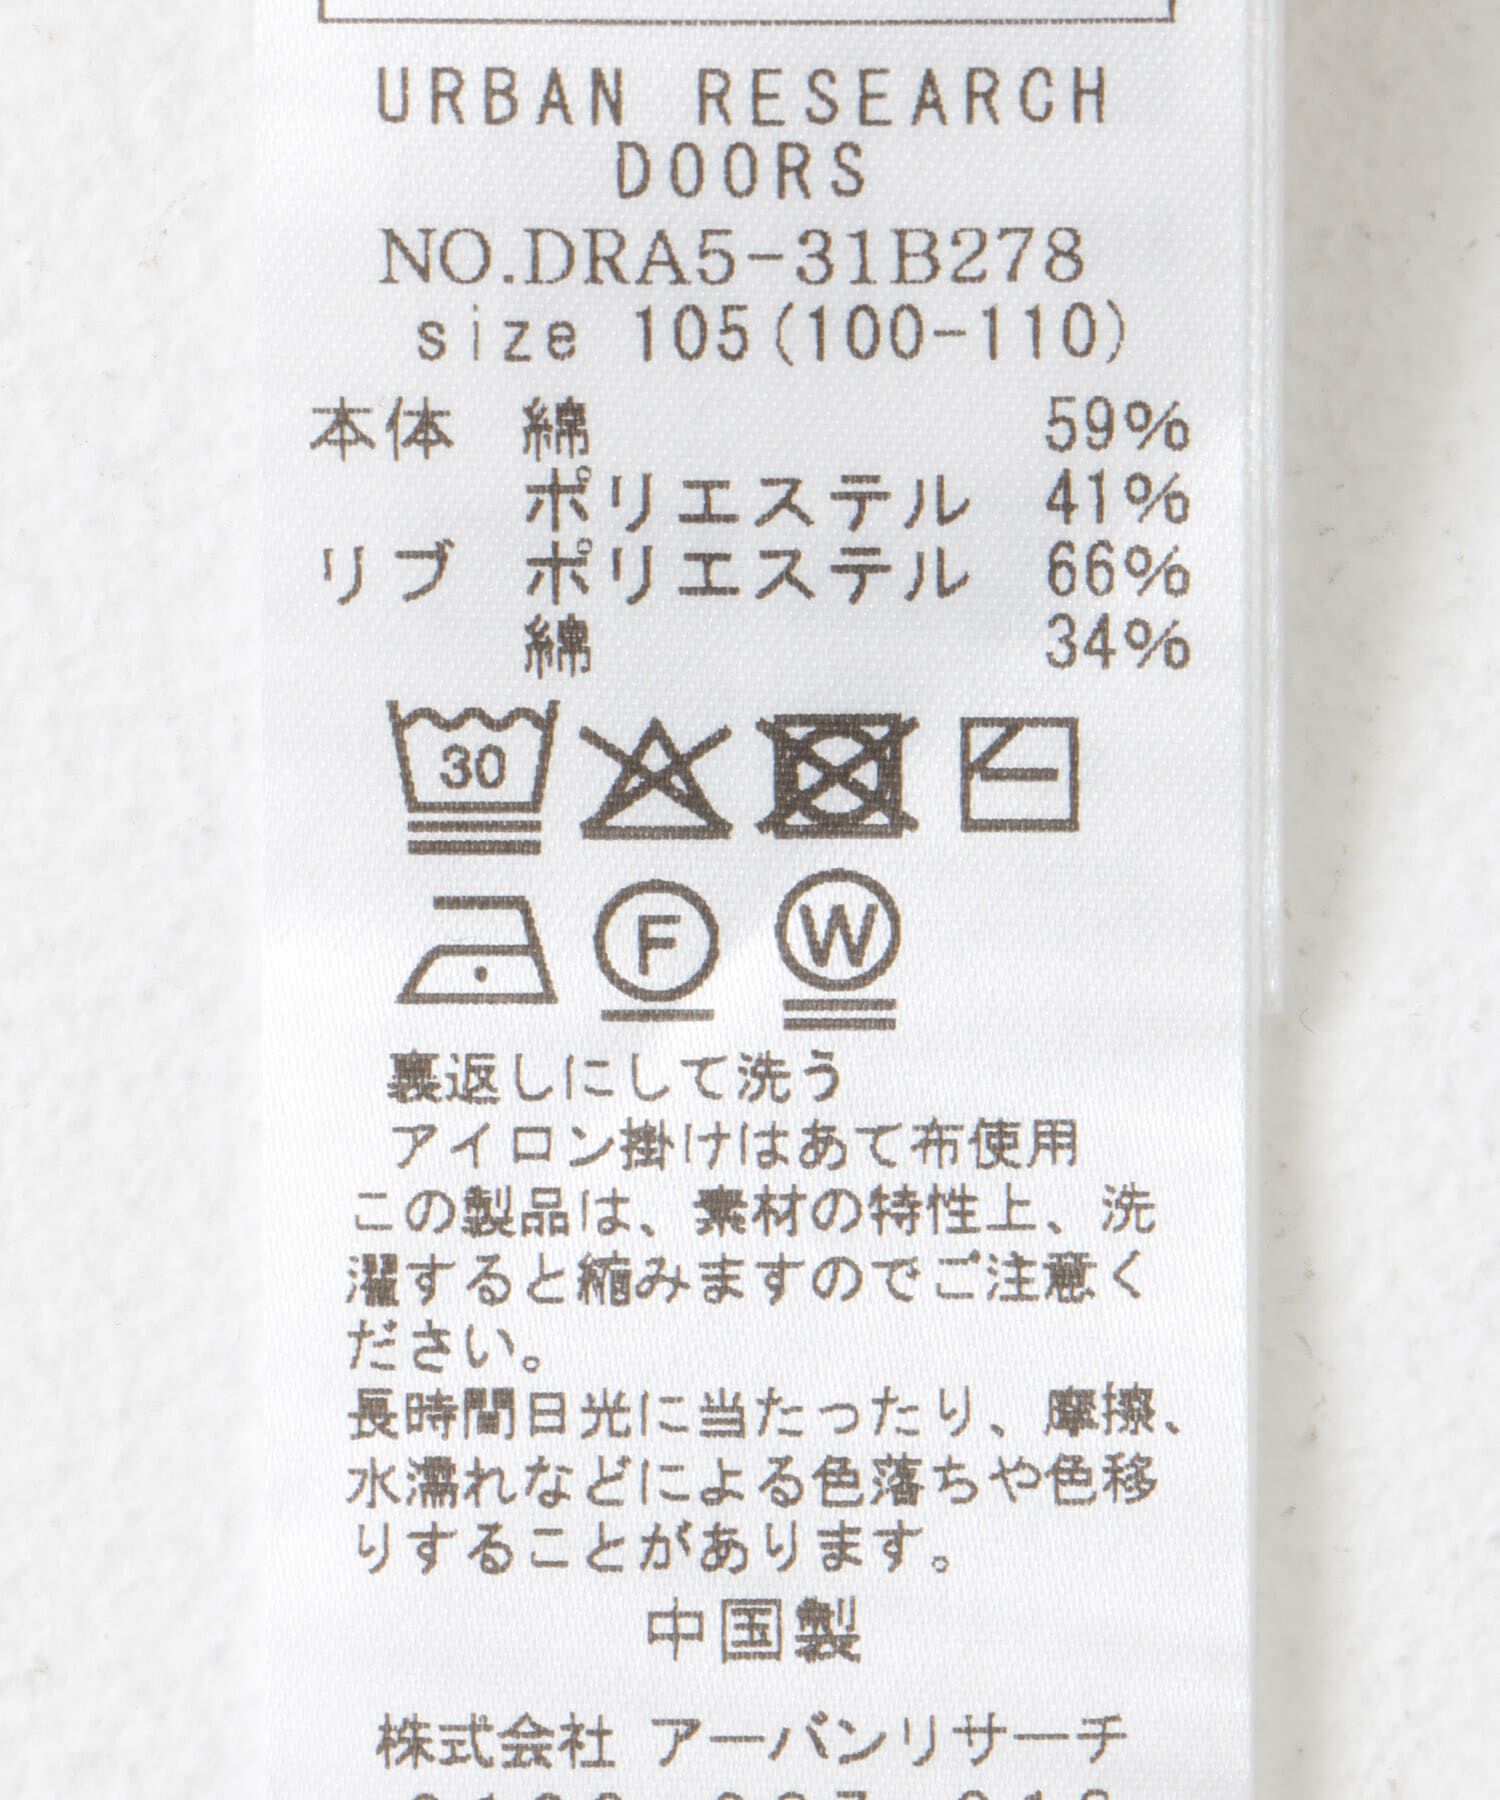 URBAN RESEARCH
DOORS
NO.DRA5-31B278
size 105(100-110)
本体 綿 59%
ポリエステル 41%
リブ ポリエステル 66%
綿 34%
30
F W
裏返しにして洗う
アイロン掛けはあて布使用
この製品は、素材の特性上、洗
濯すると縮みますのでご注意く
ださい。
長時間日光に当たったり、摩擦、
水濡れなどによる色落ちや色移
りすることがあります。
中国製
株式会社 アーバンリサーチ